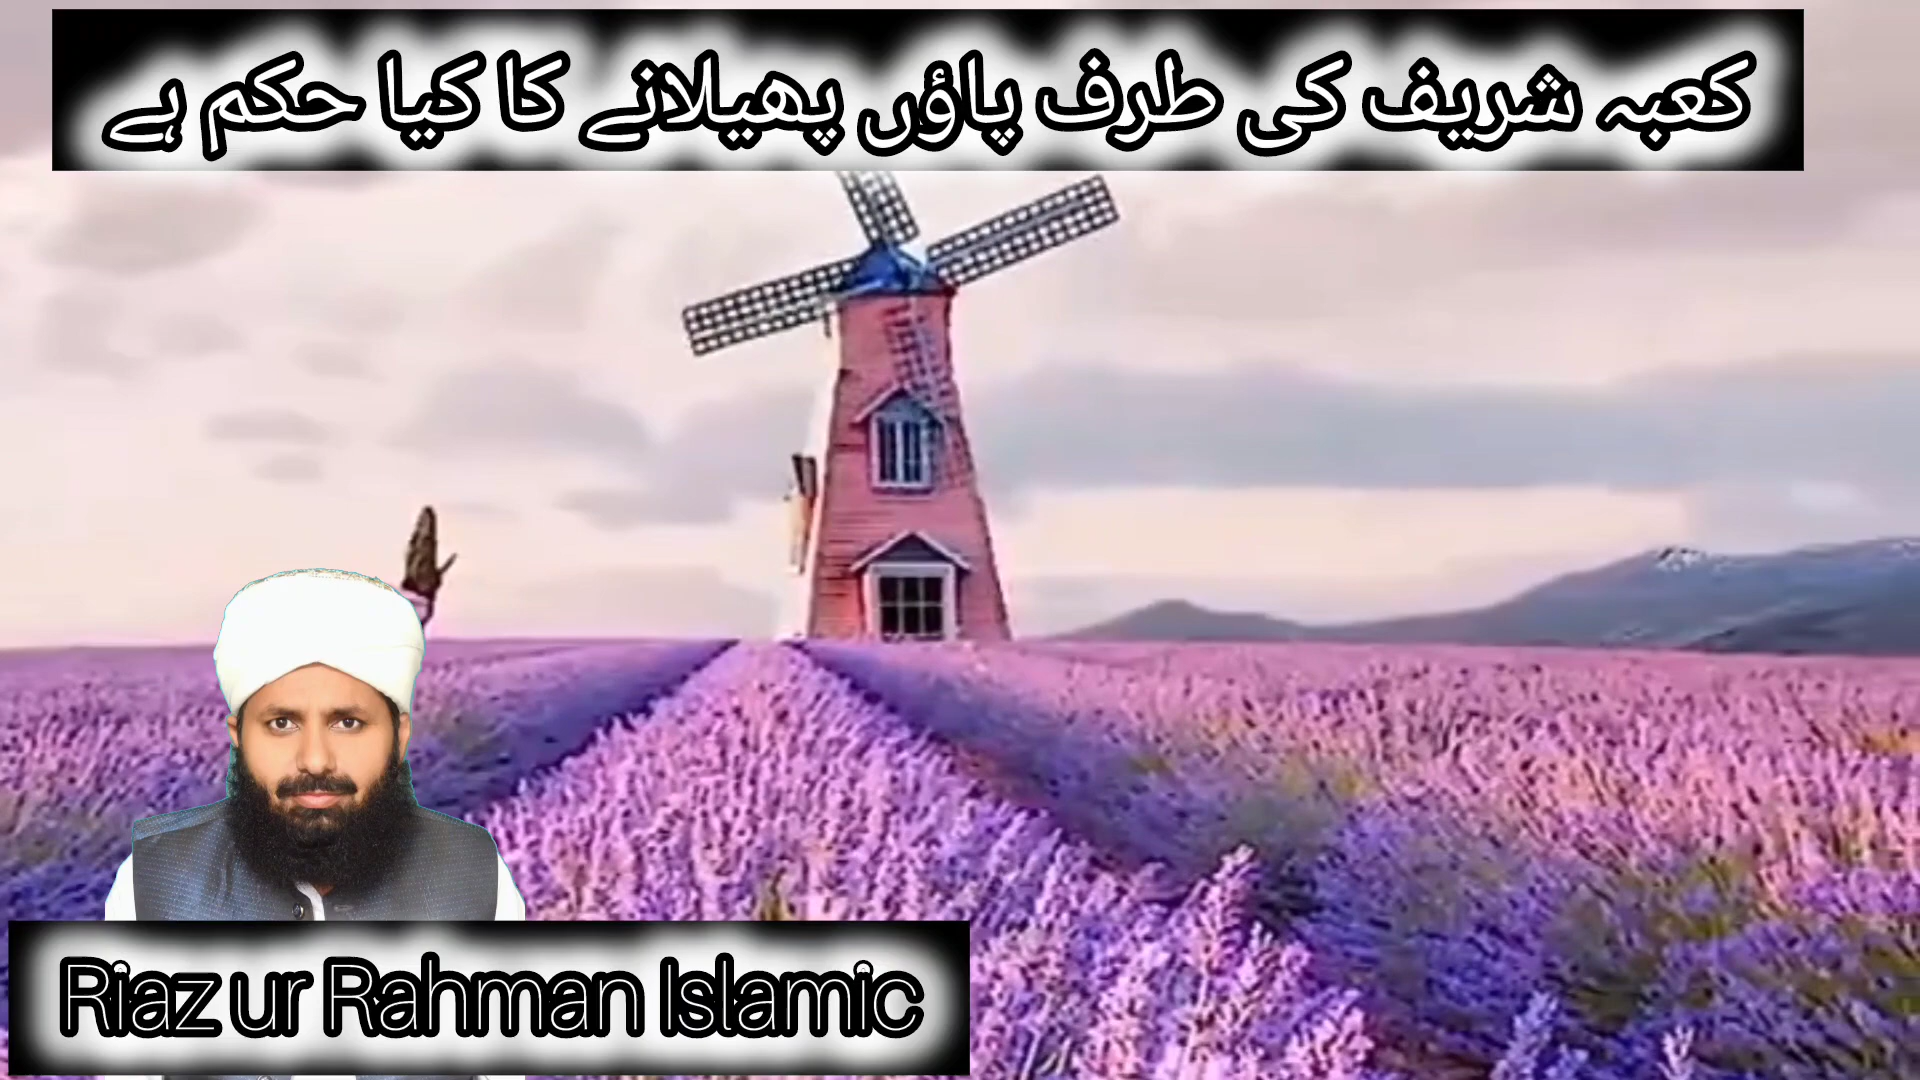 کعبہ شریف کی طرف پاؤں پھیلانے کا کیا حکم ہے
Riaz ur Rahman Islamic